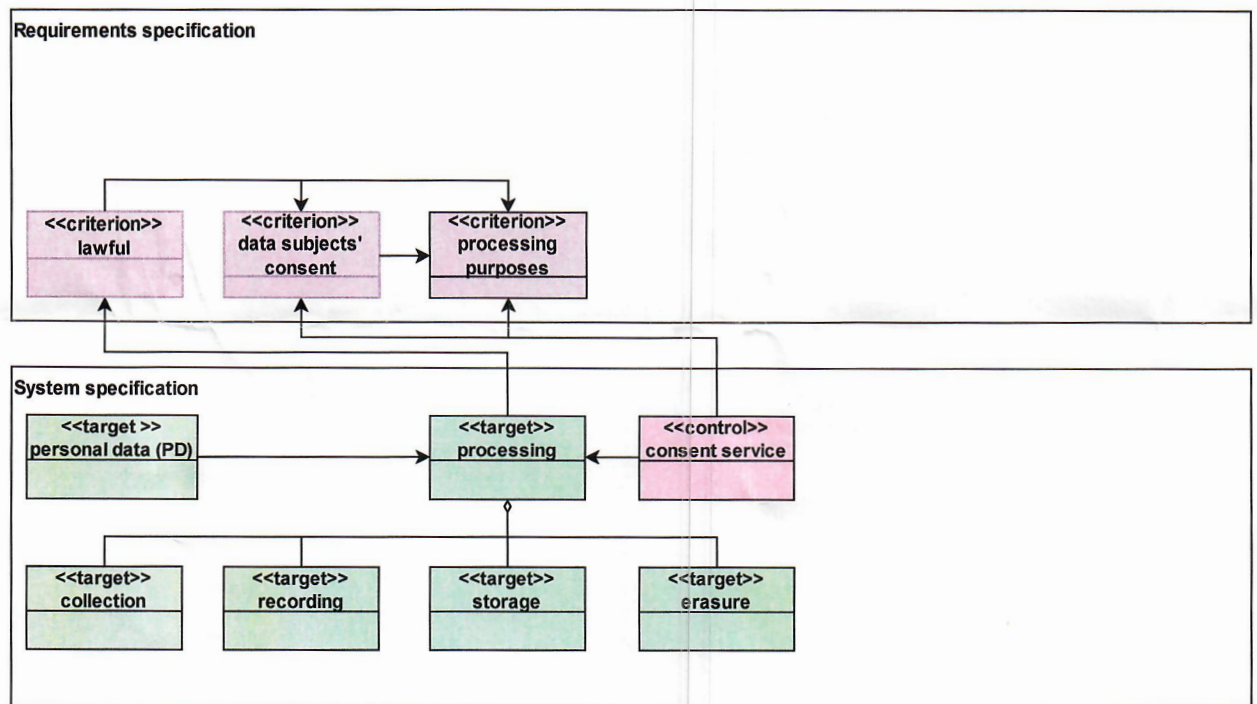 Requirements specification
<<criterion>>
lawful
<<criterion>>
data subjects'
consent
<<criterion>>
processing
purposes
System specification
<<target >>
personal data (PD)
<<target>>
processing
<<control>>
consent service
<<target>>
collection
<<target>>
recording
<<target>>
storage
<<target>>
erasure